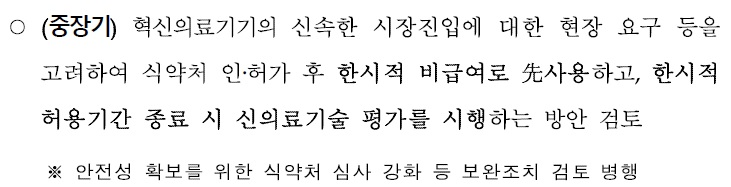 ○ (중장기) 혁신의료기기의 신속한 시장진입에 대한 현장 요구 등을
고려하여 식약처 인·허가 후 한시적 비급여로 先사용하고, 한시적
허용기간 종료 시 신의료기술 평가를 시행하는 방안 검토
※ 안전성 확보를 위한 식약처 심사 강화 등 보완조치 검토 병행